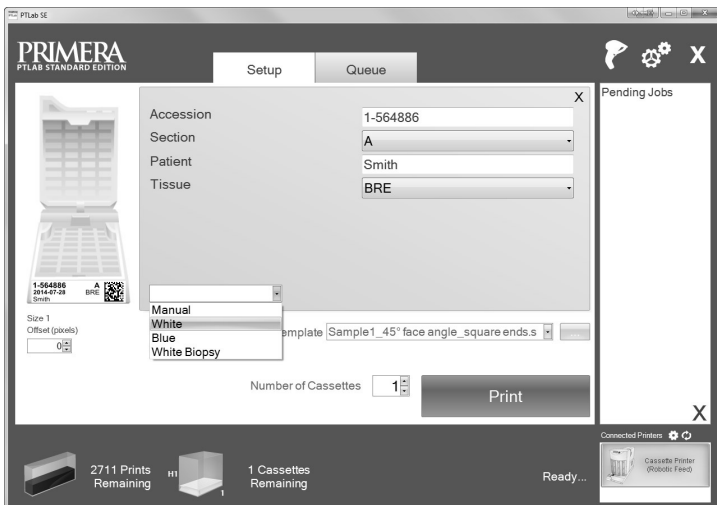 PTLab SE
PRIMERA
PTLAB STANDARD EDITION
Setup
Queue
X
X
Pending Jobs
Accession
1-564886
Section
A
Patient
Smith
Tissue
BRE
1-564886 A
2014-07-28 BRE
Smith
Size 1
Offset (pixels)
0
Manual
White
Blue
White Biopsy
emplate Sample1_45° face angle_square ends.s ...
Number of Cassettes 1
Print
X
2711 Prints
Remaining
H1
1
1 Cassettes
Remaining
Ready...
Connected Printers
Cassette Printer
(Robotic Feed)